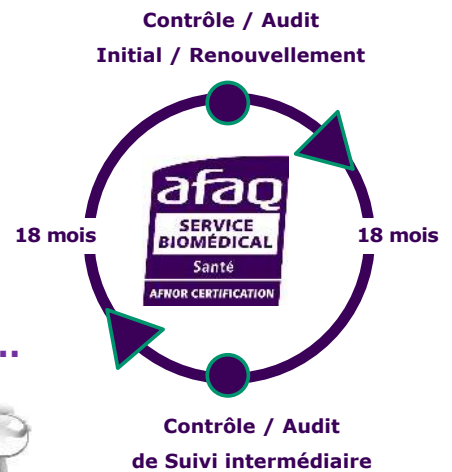 Contrôle / Audit
Initial / Renouvellement
afaq
SERVICE
BIOMÉDICAL
Santé
AFNOR CERTIFICATION
18 mois
18 mois
..
Contrôle / Audit
de Suivi intermédiaire